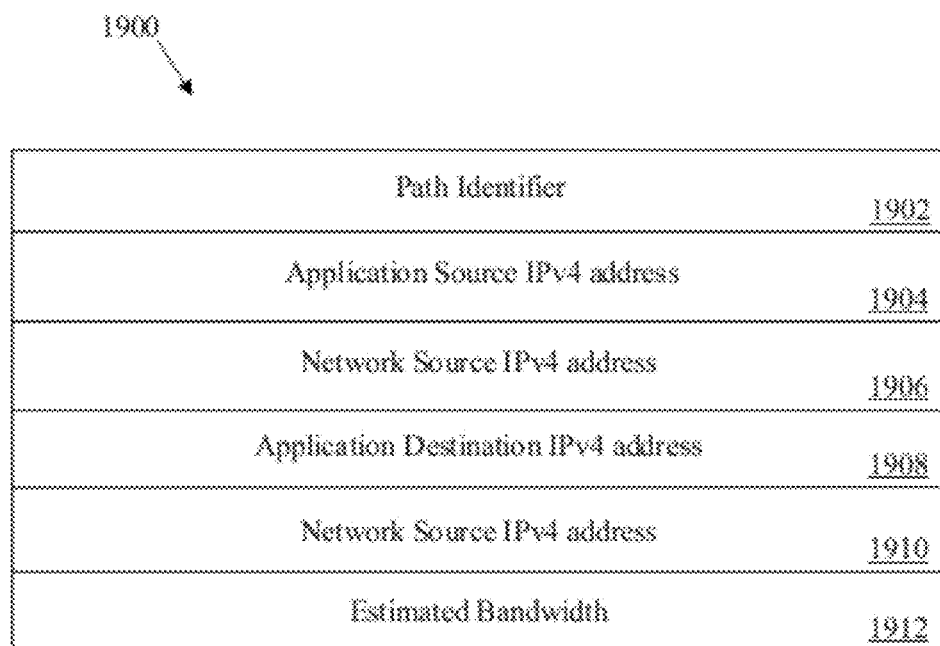 1900
Path Identifier
1902
Application Source IPv4 address
1904
Network Source IPv4 address
1906
Application Destination IPv4 address
1908
Network Source IPv4 address
1910
Estimated Bandwidth
1912